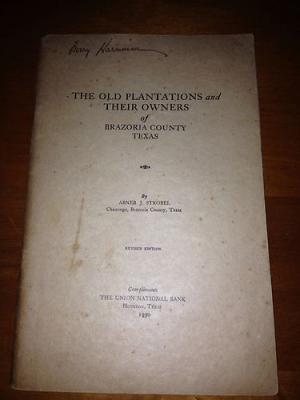 THE OLD PLANTATIONS and
THEIR OWNERS
of
BRAZORIA COUNTY
TEXAS
By
ABNER J. STROBEL
Chenango, Brazoria County, Texas
REVISED EDITION
Compliments
THE UNION NATIONAL BANK
Houston, Texas
1930